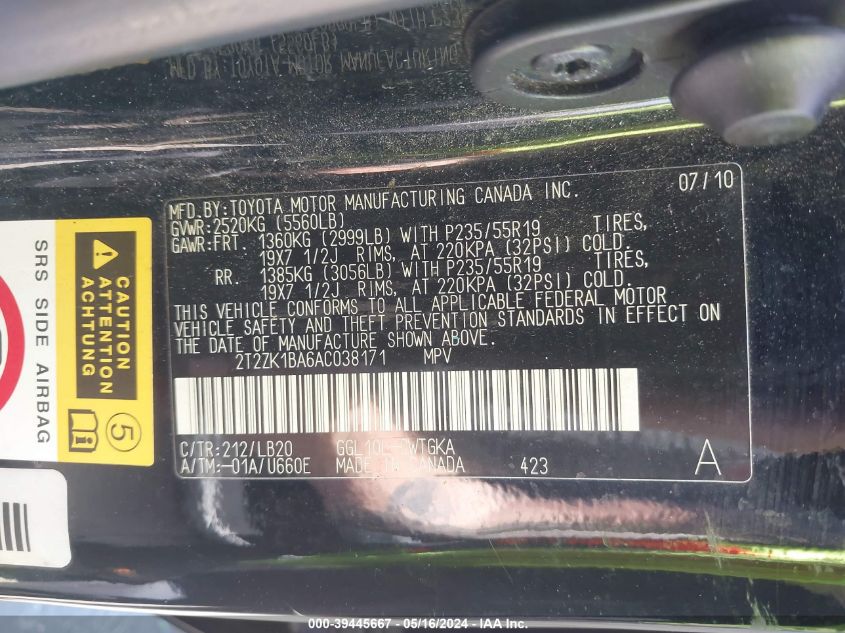 MFD.BY:TOYOTA MOTOR MANUFACTURING CANADA INC. 07/10
GVWR:2520KG (5560LB)
GAWR:FRT. 1360KG (2999LB) WITH P235/55R19 TIRES,
19X7 1/2J RIMS, AT 220KPA (32PSI) COLD.
RR. 1385KG (3056LB) WITH P235/55R19 TIRES,
19X7 1/2J RIMS, AT 220KPA (32PSI) COLD.
THIS VEHICLE CONFORMS TO ALL APPLICABLE FEDERAL MOTOR
VEHICLE SAFETY AND THEFT PREVENTION STANDARDS IN EFFECT ON
THE DATE OF MANUFACTURE SHOWN ABOVE.
2T2ZK1BA6AC038171 MPV
C/TR:212/LB20
A/TM:-01A/U660E MADE IN CANADA 423 A
SRS SIDE AIRBAG
CAUTION
ATTENTION
ACHTUNG
5
000-39445667 - 05/16/2024 - IAA Inc.